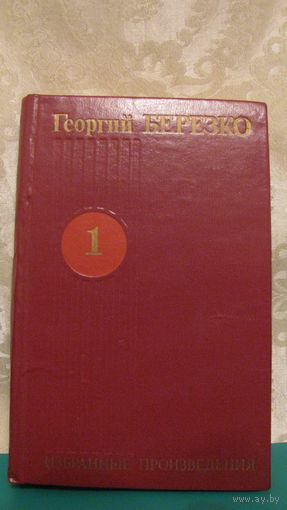 Георгий БЕРЕЗКО
1
ИЗБРАННЫЕ ПРОИЗВЕДЕНИЯ
www.ay.by